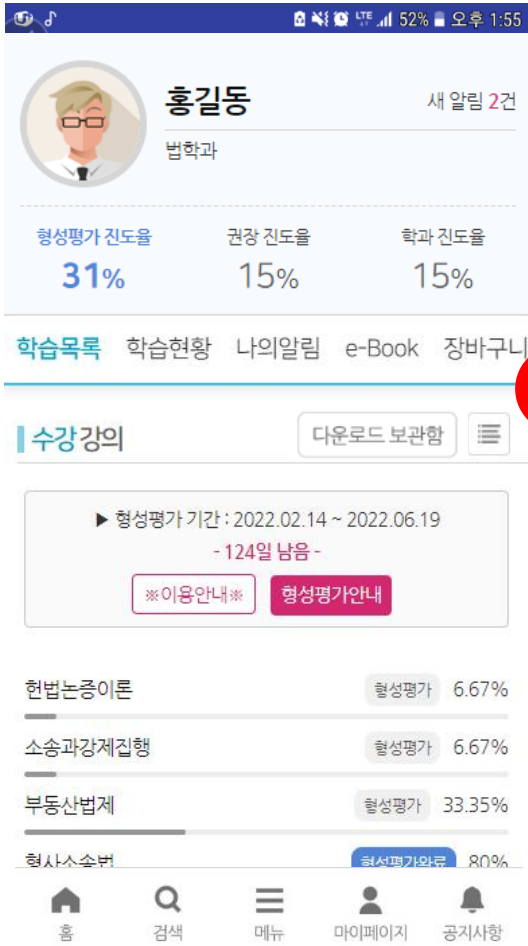 LTE 52% 오후 1:55
홍길동 새 알림 2건
법학과
형성평가 진도율 권장 진도율 학과 진도율
31% 15% 15%
학습목록 학습현황 나의알림 e-Book 장바구니
수강 강의 다운로드 보관함
▶ 형성평가 기간 : 2022.02.14 ~ 2022.06.19
- 124일 남음 -
※이용안내※ 형성평가안내
헌법논증이론 형성평가 6.67%
소송과강제집행 형성평가 6.67%
부동산법제 형성평가 33.35%
형사소송법 형성평가완료 80%
홈 검색 메뉴 마이페이지 공지사항